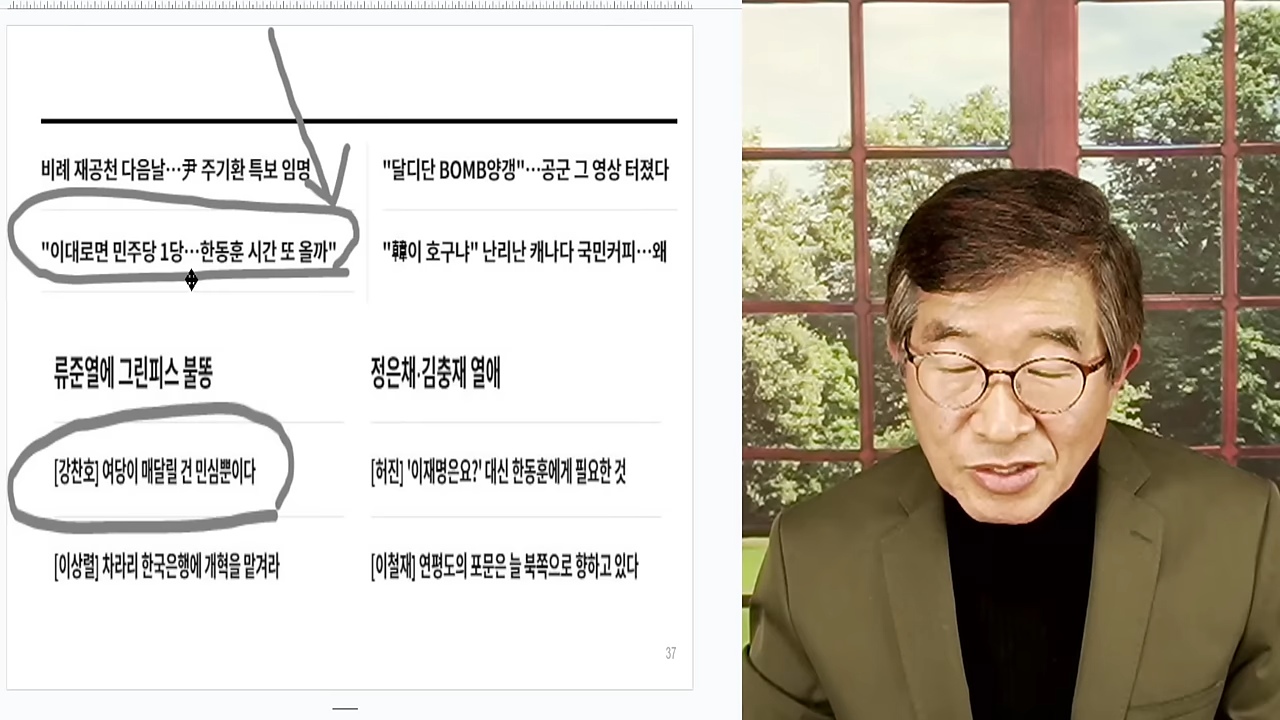 비례 재공천 다음날…尹 주기환 특보 임명
"달디단 BOMB양갱"…공군 그 영상 터졌다
"이대로면 민주당 1당…한동훈 시간 또 올까"
"韓이 호구냐" 난리난 캐나다 국민커피…왜
류준열에 그린피스 불똥
정은채·김충재 열애
[강찬호] 여당이 매달릴 건 민심뿐이다
[허진] '이재명은요?' 대신 한동훈에게 필요한 것
[이상렬] 차라리 한국은행에 개혁을 맡겨라
[이철재] 연평도의 포문은 늘 북쪽으로 향하고 있다
37